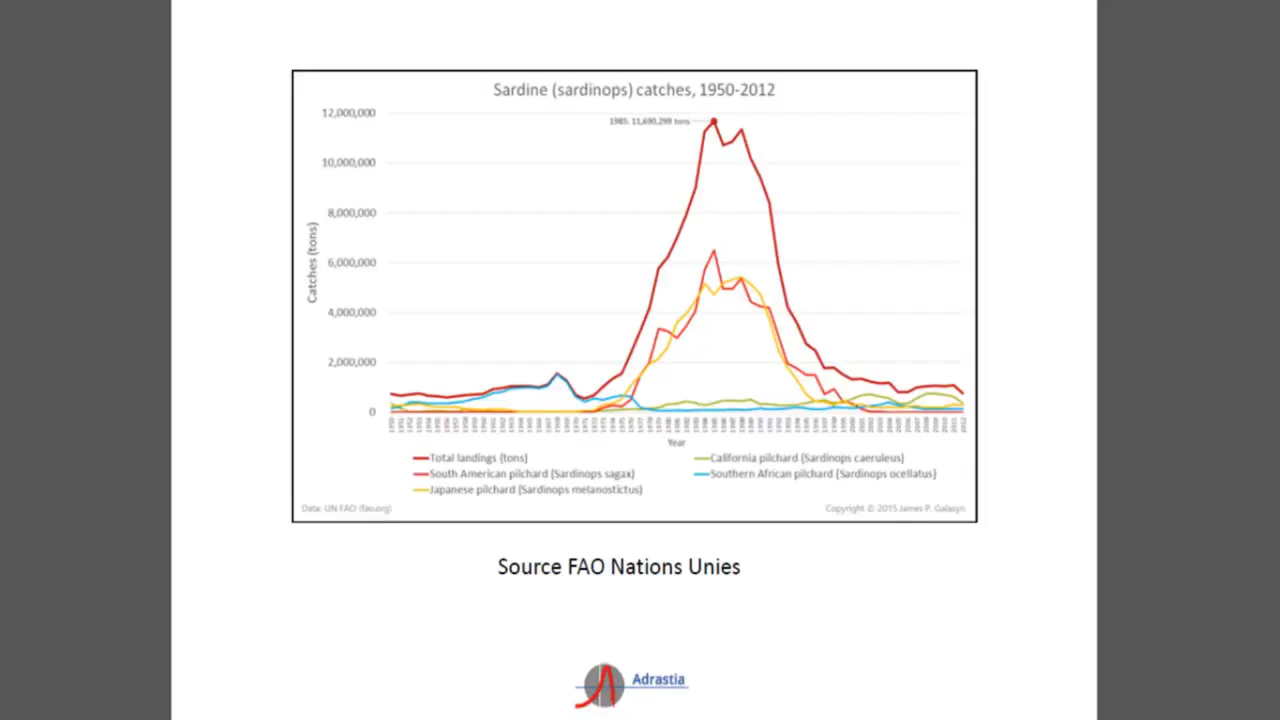 Sardine (sardinops) catches, 1950-2012
12,000,000
1985: 11,690,299 tons
10,000,000
8,000,000
6,000,000
4,000,000
2,000,000
0
Catches (tons)
Year
Total landings (tons)
California pilchard (Sardinops caeruleus)
South American pilchard (Sardinops sagax)
Southern African pilchard (Sardinops ocellatus)
Japanese pilchard (Sardinops melanostictus)
Data: UN FAO (fao.org)
Copyright © 2015 James P. Galasyn
Source FAO Nations Unies
Adrastia